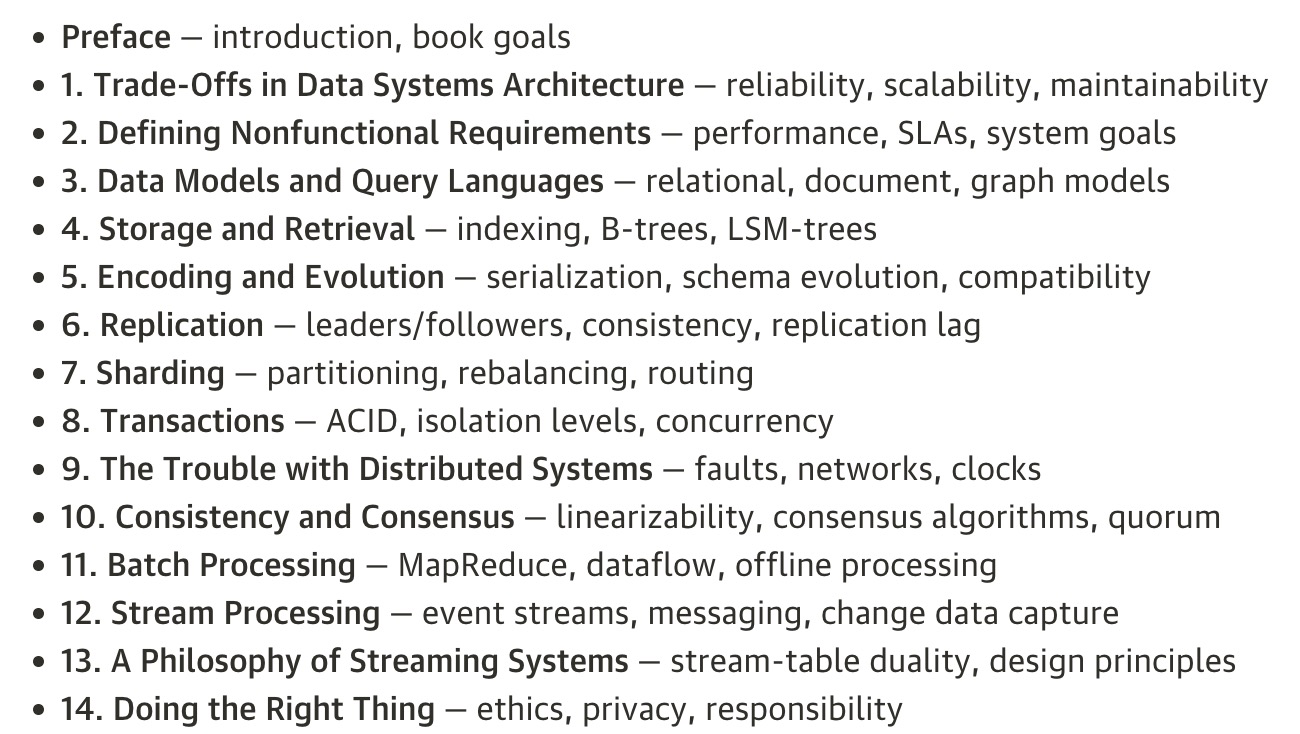 • Preface — introduction, book goals
• 1. Trade-Offs in Data Systems Architecture — reliability, scalability, maintainability
• 2. Defining Nonfunctional Requirements — performance, SLAs, system goals
• 3. Data Models and Query Languages — relational, document, graph models
• 4. Storage and Retrieval — indexing, B-trees, LSM-trees
• 5. Encoding and Evolution — serialization, schema evolution, compatibility
• 6. Replication — leaders/followers, consistency, replication lag
• 7. Sharding — partitioning, rebalancing, routing
• 8. Transactions — ACID, isolation levels, concurrency
• 9. The Trouble with Distributed Systems — faults, networks, clocks
• 10. Consistency and Consensus — linearizability, consensus algorithms, quorum
• 11. Batch Processing — MapReduce, dataflow, offline processing
• 12. Stream Processing — event streams, messaging, change data capture
• 13. A Philosophy of Streaming Systems — stream-table duality, design principles
• 14. Doing the Right Thing — ethics, privacy, responsibility